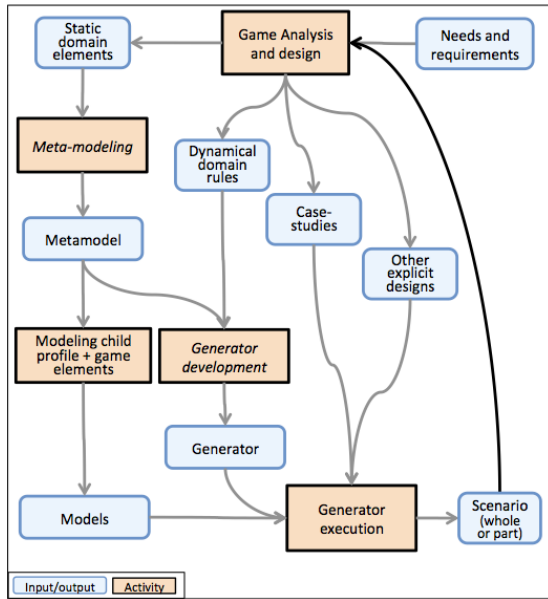 Static
domain
elements
Game Analysis
and design
Needs and
requirements
Meta-modeling
Dynamical
domain
rules
Case-
studies
Metamodel
Other
explicit
designs
Modeling child
profile + game
elements
Generator
development
Generator
Models
Generator
execution
Scenario
(whole
or part)
Input/output
Activity